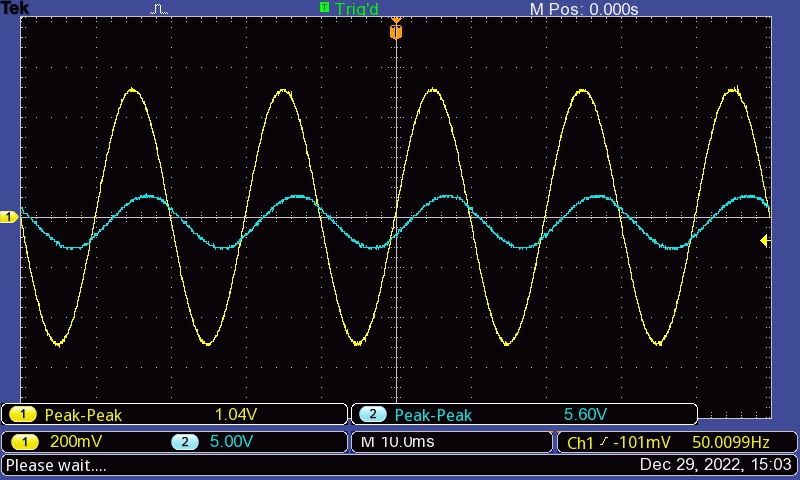 Tek T Trig'd M Pos: 0.000s
T
1
1 Peak-Peak 1.04V 2 Peak-Peak 5.60V
1 200mV 2 5.00V M 10.0ms Ch1 -101mV 50.0099Hz
Please wait.... Dec 29, 2022, 15:03